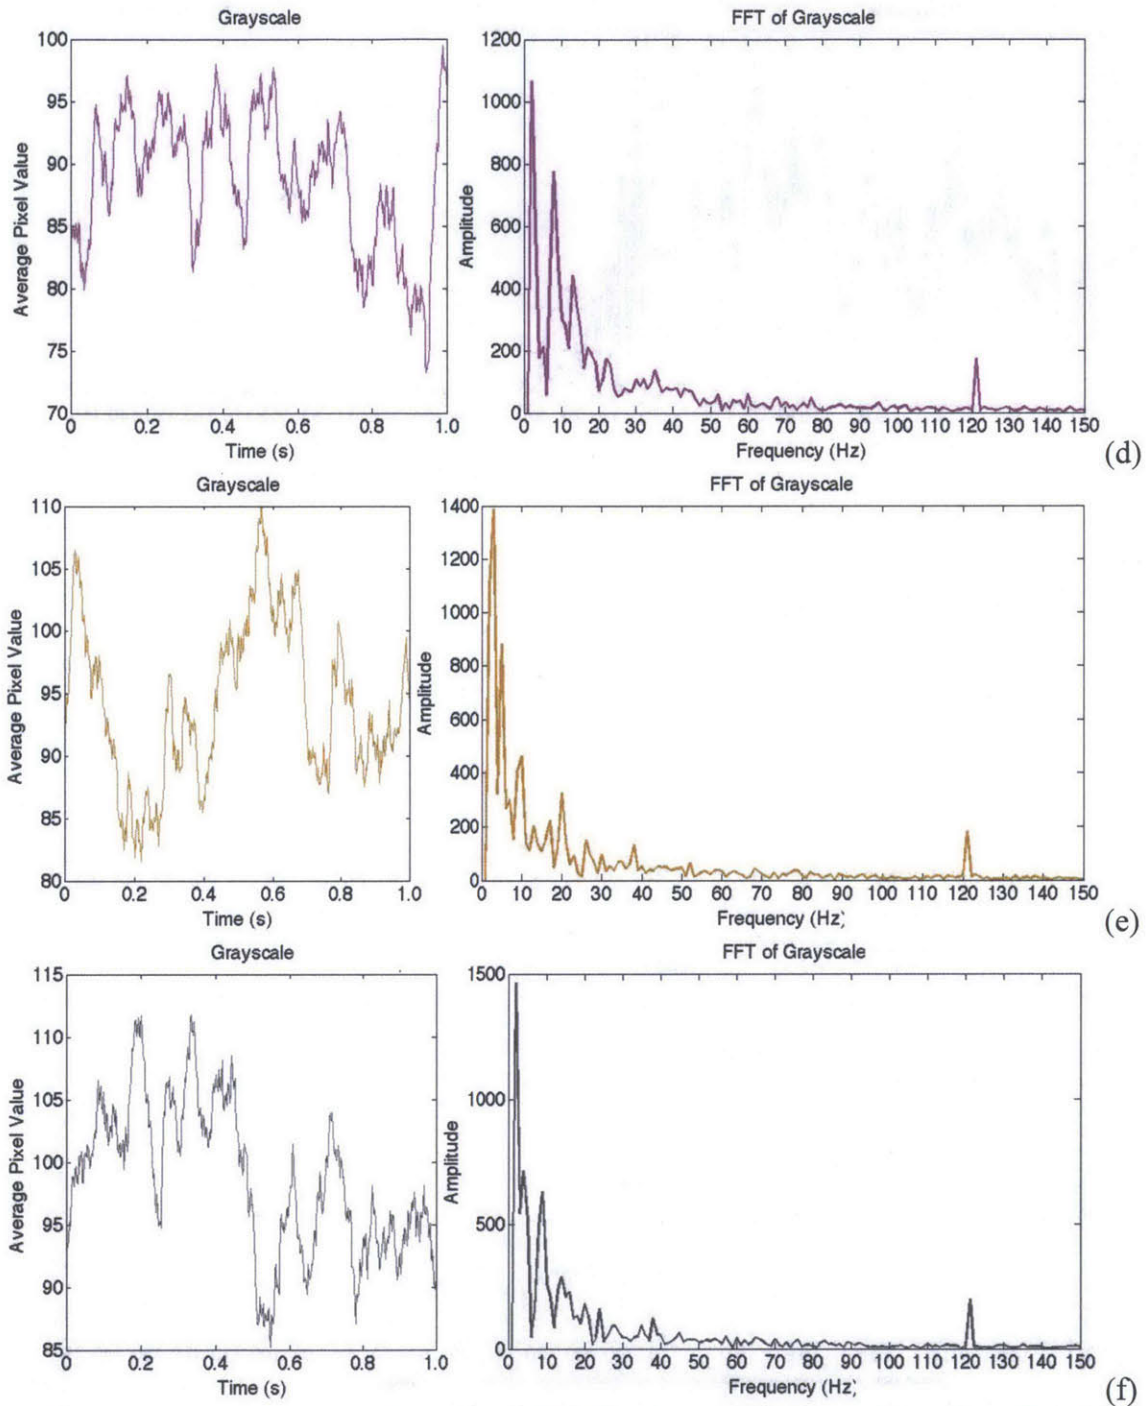 Grayscale
FFT of Grayscale
100
95
90
85
80
75
70
Average Pixel Value
0
0.2
0.4
0.6
0.8
1.0
Time (s)
1200
1000
800
600
400
200
0
Amplitude
0 10 20 30 40 50 60 70 80 90 100 110 120 130 140 150
Frequency (Hz)
(d)
Grayscale
FFT of Grayscale
110
105
100
95
90
85
80
Average Pixel Value
0
0.2
0.4
0.6
0.8
1.0
Time (s)
1400
1200
1000
800
600
400
200
0
Amplitude
0 10 20 30 40 50 60 70 80 90 100 110 120 130 140 150
Frequency (Hz)
(e)
Grayscale
FFT of Grayscale
115
110
105
100
95
90
85
Average Pixel Value
0
0.2
0.4
0.6
0.8
1.0
Time (s)
1500
1000
500
0
Amplitude
0 10 20 30 40 50 60 70 80 90 100 110 120 130 140 150
Frequency (Hz)
(f)